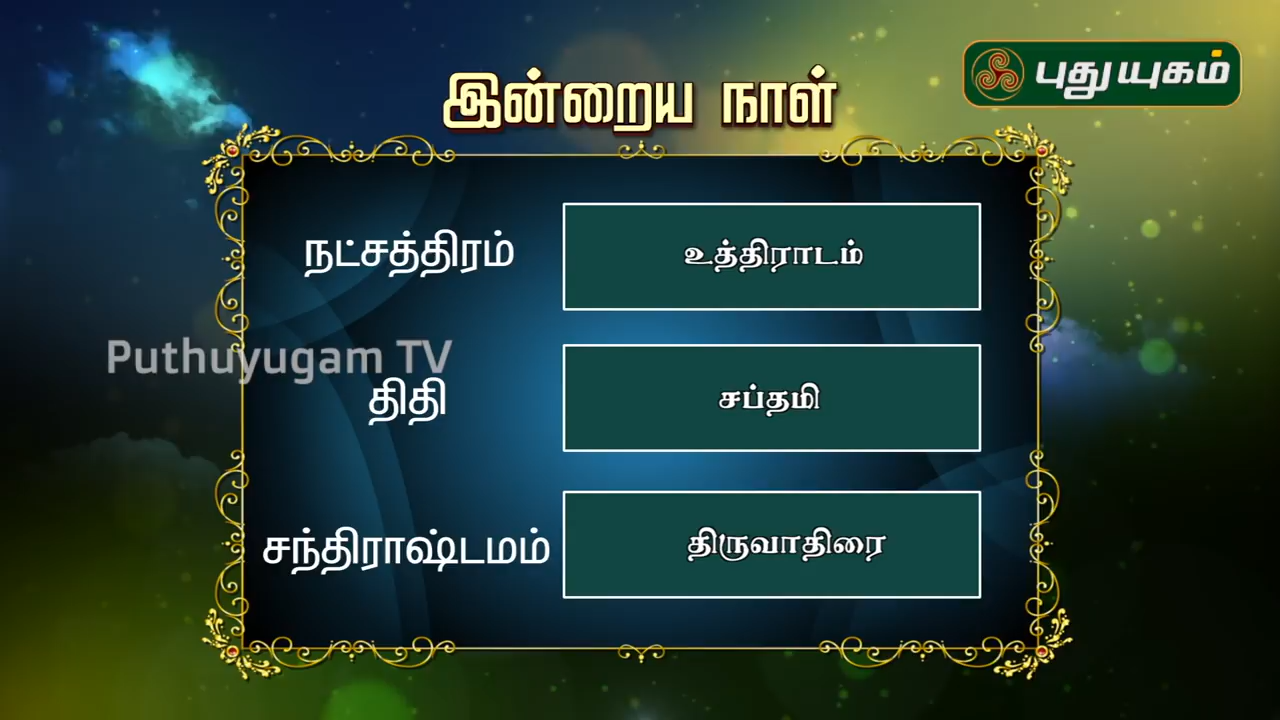 இன்றைய நாள்
புதுயுகம்
நட்சத்திரம்
உத்திராடம்
Puthuyugam TV
திதி
சப்தமி
சந்திராஷ்டமம்
திருவாதிரை